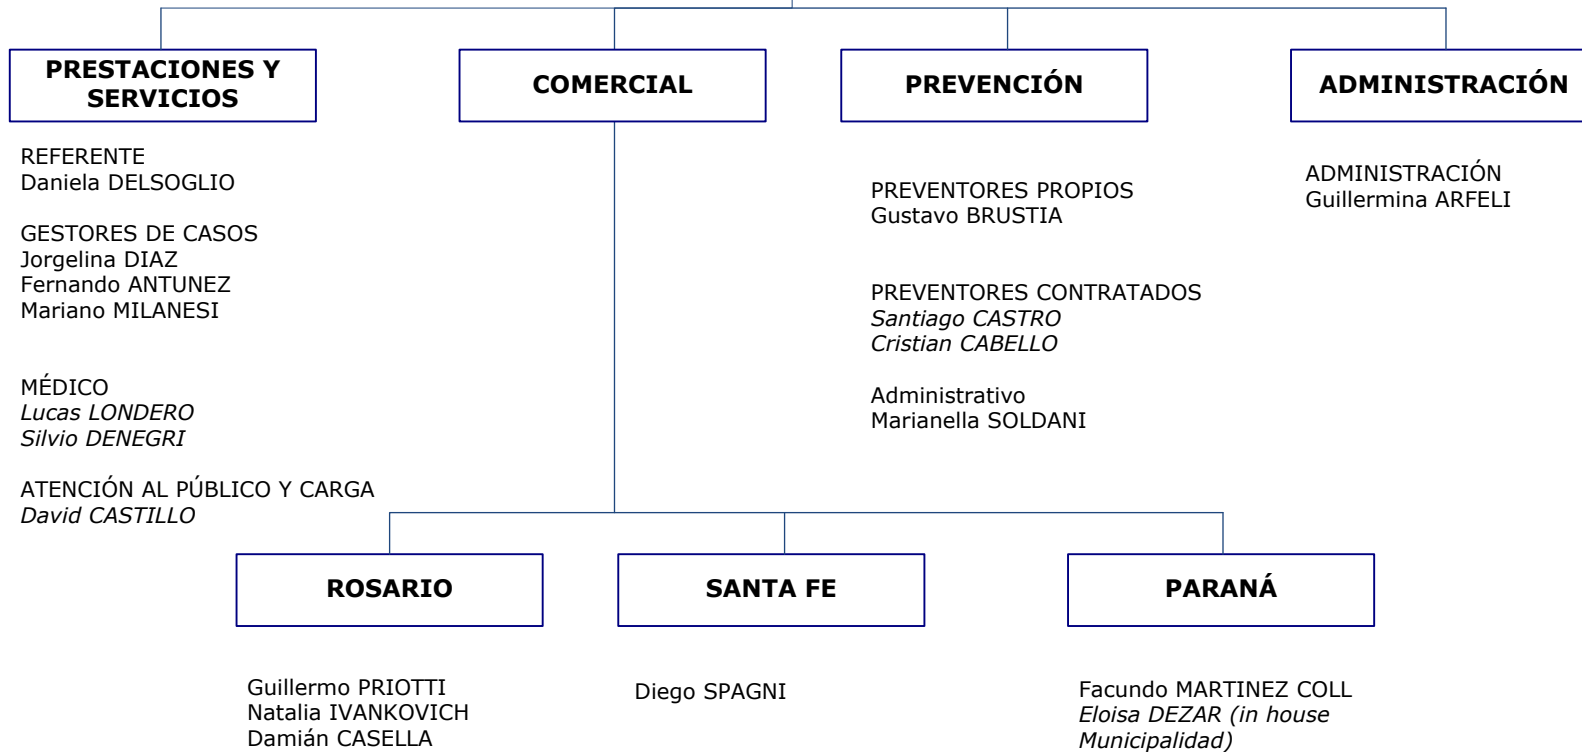 PRESTACIONES Y
SERVICIOS
REFERENTE
Daniela DELSOGLIO
GESTORES DE CASOS
Jorgelina DIAZ
Fernando ANTUNEZ
Mariano MILANESI
MÉDICO
Lucas LONDERO
Silvio DENEGRI
ATENCIÓN AL PÚBLICO Y CARGA
David CASTILLO
COMERCIAL
PREVENCIÓN
PREVENTORES PROPIOS
Gustavo BRUSTIA
PREVENTORES CONTRATADOS
Santiago CASTRO
Cristian CABELLO
Administrativo
Marianella SOLDANI
ADMINISTRACIÓN
ADMINISTRACIÓN
Guillermina ARFELI
ROSARIO
Guillermo PRIOTTI
Natalia IVANKOVICH
Damián CASELLA
SANTA FE
Diego SPAGNI
PARANÁ
Facundo MARTINEZ COLL
Eloisa DEZAR (in house
Municipalidad)